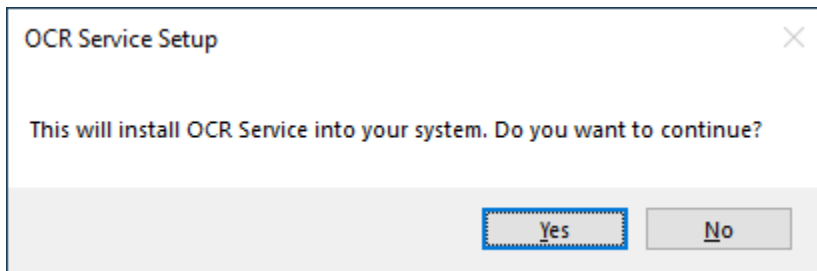 OCR Service Setup
This will install OCR Service into your system. Do you want to continue?
Yes
No